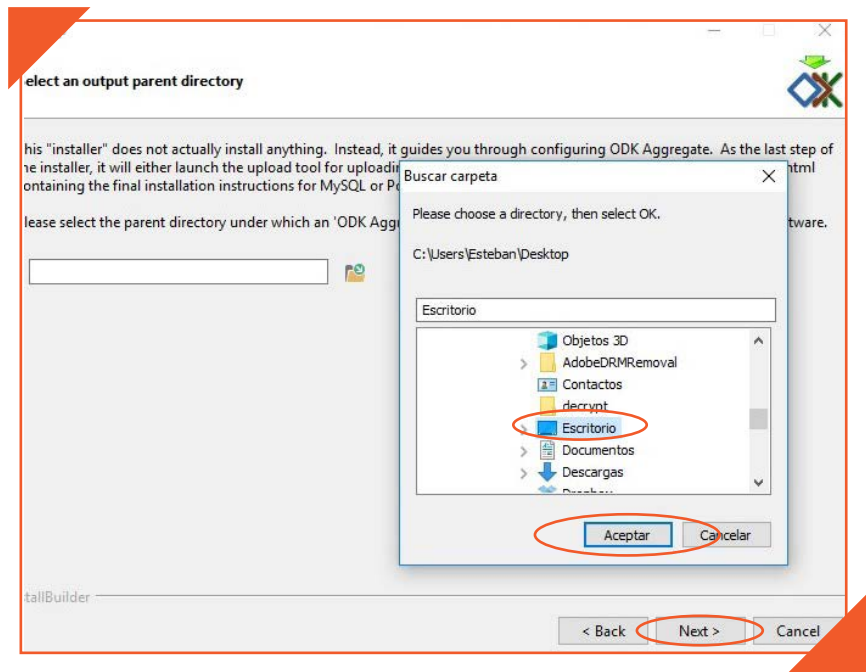 elect an output parent directory
his "installer" does not actually install anything. Instead, it guides you through configuring ODK Aggregate. As the last step of
he installer, it will either launch the upload tool for uploadin html
ontaining the final installation instructions for MySQL or Po
lease select the parent directory under which an 'ODK Aggr tware.
Buscar carpeta
Please choose a directory, then select OK.
C:\Users\Esteban\Desktop
Escritorio
Objetos 3D
AdobeDRMRemoval
Contactos
decrypt
Escritorio
Documentos
Descargas
Dropbox
Aceptar Cancelar
tallBuilder
< Back Next > Cancel